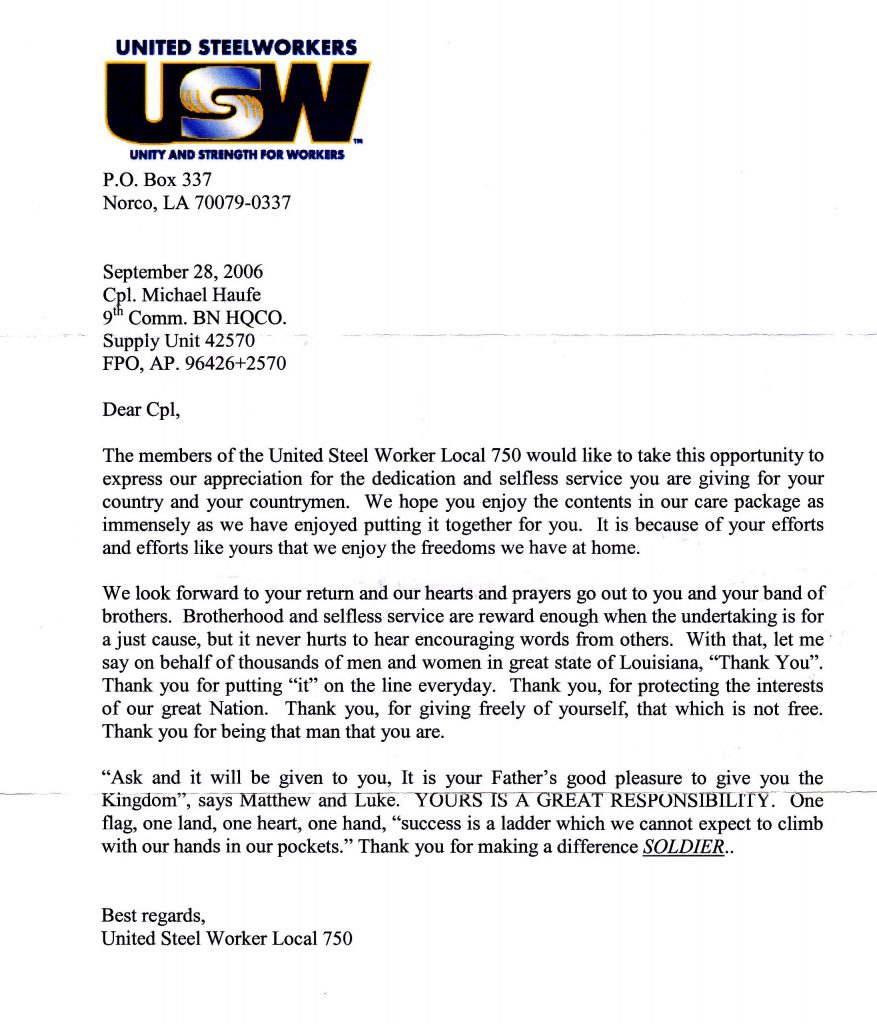 UNITED STEELWORKERS
USW
™
UNITY AND STRENGTH FOR WORKERS
P.O. Box 337
Norco, LA 70079-0337
September 28, 2006
Cpl. Michael Haufe
9th Comm. BN HQCO.
Supply Unit 42570
FPO, AP. 96426+2570
Dear Cpl,
The members of the United Steel Worker Local 750 would like to take this opportunity to
express our appreciation for the dedication and selfless service you are giving for your
country and your countrymen.  We hope you enjoy the contents in our care package as
immensely as we have enjoyed putting it together for you.  It is because of your efforts
and efforts like yours that we enjoy the freedoms we have at home.
We look forward to your return and our hearts and prayers go out to you and your band of
brothers.  Brotherhood and selfless service are reward enough when the undertaking is for
a just cause, but it never hurts to hear encouraging words from others.  With that, let me
say on behalf of thousands of men and women in great state of Louisiana, “Thank You”.
Thank you for putting “it” on the line everyday.  Thank you, for protecting the interests
of our great Nation.  Thank you, for giving freely of yourself, that which is not free.
Thank you for being that man that you are.
“Ask and it will be given to you, It is your Father’s good pleasure to give you the
Kingdom”, says Matthew and Luke.  YOURS IS A GREAT RESPONSIBILITY.  One
flag, one land, one heart, one hand, “success is a ladder which we cannot expect to climb
with our hands in our pockets.” Thank you for making a difference SOLDIER..
Best regards,
United Steel Worker Local 750